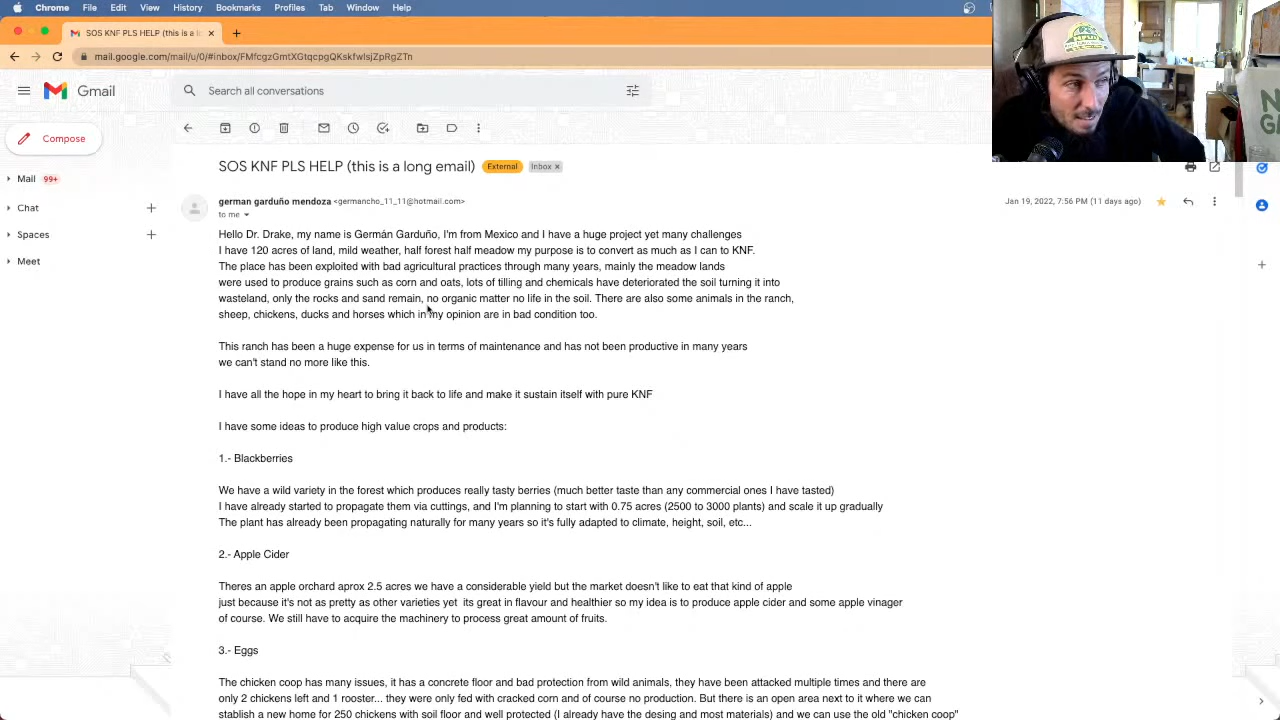 Chrome File Edit View History Bookmarks Profiles Tab Window Help
SOS KNF PLS HELP (this is a lo
mail.google.com/mail/u/0/#inbox/FMfcgzGmtXGtqcpgQKskfwlsjZpRgZTn
Gmail
Search all conversations
Compose
SOS KNF PLS HELP (this is a long email) External Inbox
Mail 99+
german garduño mendoza <germancho_11_11@hotmail.com>
Jan 19, 2022, 7:56 PM (11 days ago)
to me
Chat
Spaces
Meet
Hello Dr. Drake, my name is Germán Garduño, I'm from Mexico and I have a huge project yet many challenges
I have 120 acres of land, mild weather, half forest half meadow my purpose is to convert as much as I can to KNF.
The place has been exploited with bad agricultural practices through many years, mainly the meadow lands
were used to produce grains such as corn and oats, lots of tilling and chemicals have deteriorated the soil turning it into
wasteland, only the rocks and sand remain, no organic matter no life in the soil. There are also some animals in the ranch,
sheep, chickens, ducks and horses which in my opinion are in bad condition too.
This ranch has been a huge expense for us in terms of maintenance and has not been productive in many years
we can't stand no more like this.
I have all the hope in my heart to bring it back to life and make it sustain itself with pure KNF
I have some ideas to produce high value crops and products:
1.- Blackberries
We have a wild variety in the forest which produces really tasty berries (much better taste than any commercial ones I have tasted)
I have already started to propagate them via cuttings, and I'm planning to start with 0.75 acres (2500 to 3000 plants) and scale it up gradually
The plant has already been propagating naturally for many years so it's fully adapted to climate, height, soil, etc...
2.- Apple Cider
Theres an apple orchard aprox 2.5 acres we have a considerable yield but the market doesn't like to eat that kind of apple
just because it's not as pretty as other varieties yet its great in flavour and healthier so my idea is to produce apple cider and some apple vinager
of course. We still have to acquire the machinery to process great amount of fruits.
3.- Eggs
The chicken coop has many issues, it has a concrete floor and bad protection from wild animals, they have been attacked multiple times and there are
only 2 chickens left and 1 rooster... they were only fed with cracked corn and of course no production. But there is an open area next to it where we can
stablish a new home for 250 chickens with soil floor and well protected (I already have the desing and most materials) and we can use the old "chicken coop"